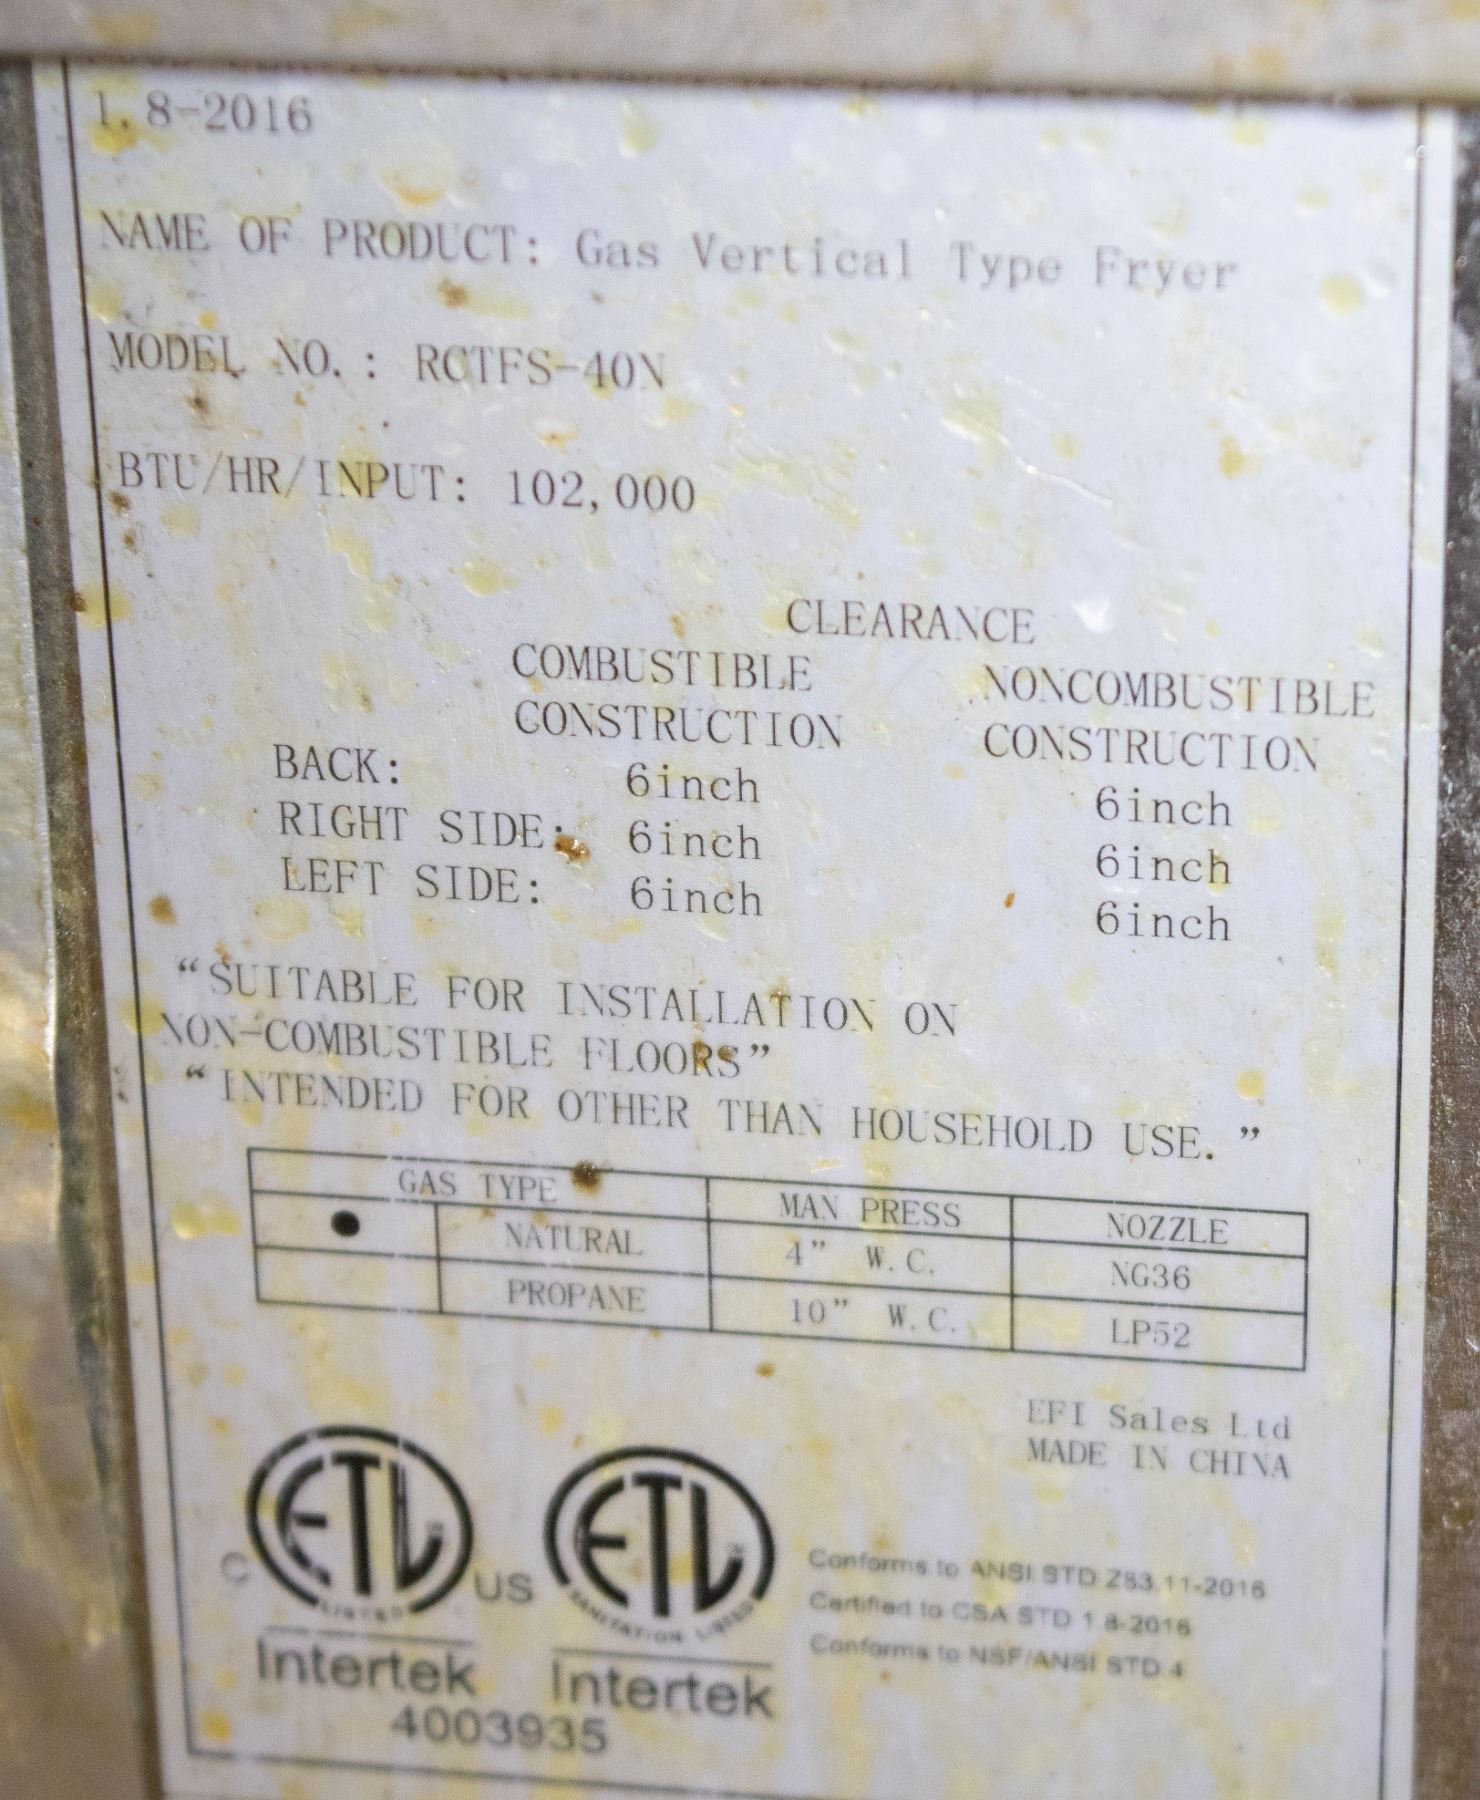 1.8-2016
NAME OF PRODUCT: Gas Vertical Type Fryer
MODEL NO.: RCTFS-40N
BTU/HR/INPUT: 102,000
CLEARANCE
COMBUSTIBLE CONSTRUCTION NONCOMBUSTIBLE CONSTRUCTION
BACK: 6inch 6inch
RIGHT SIDE: 6inch 6inch
LEFT SIDE: 6inch 6inch
“SUITABLE FOR INSTALLATION ON
NON-COMBUSTIBLE FLOORS”
“INTENDED FOR OTHER THAN HOUSEHOLD USE.”
GAS TYPE MAN PRESS NOZZLE
● NATURAL 4” W.C. NG36
PROPANE 10” W.C. LP52
EFI Sales Ltd
MADE IN CHINA
C ETL US
LISTED
Intertek
4003935
ETL
SANITATION LISTED
Intertek
Conforms to ANSI STD Z83.11-2016
Certified to CSA STD 1.8-2016
Conforms to NSF/ANSI STD 4